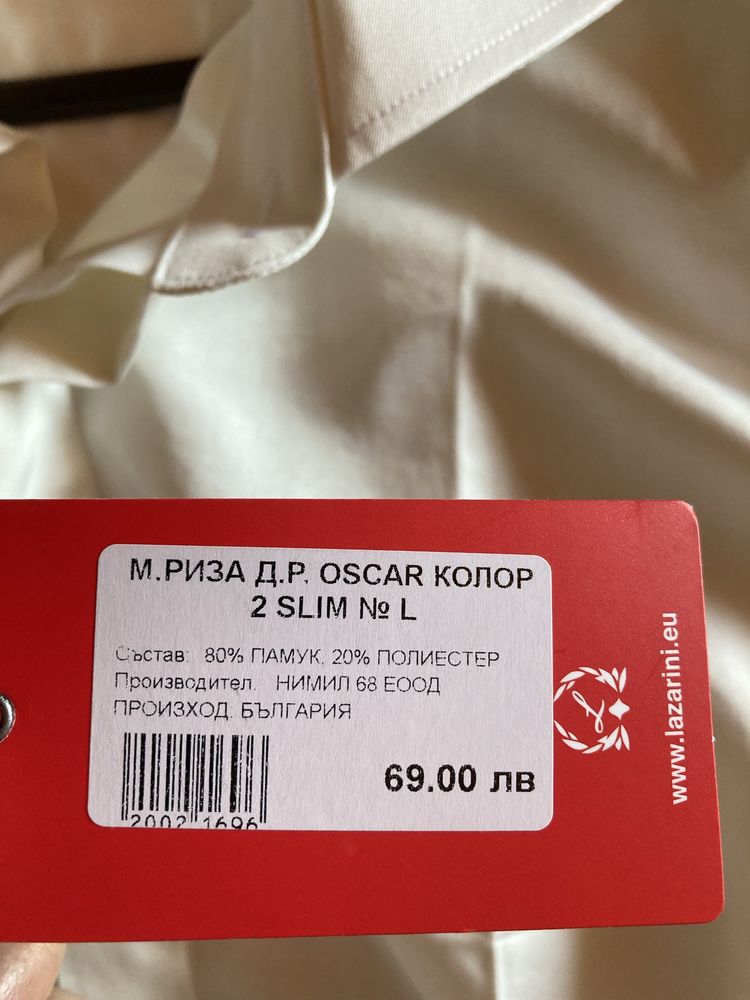 М.РИЗА Д.Р. OSCAR КОЛОР
2 SLIM № L
Състав: 80% ПАМУК, 20% ПОЛИЕСТЕР
Производител. НИМИЛ 68 ЕООД
ПРОИЗХОД. БЪЛГАРИЯ
69.00 лв
2002 1696
L
www.lazarini.eu